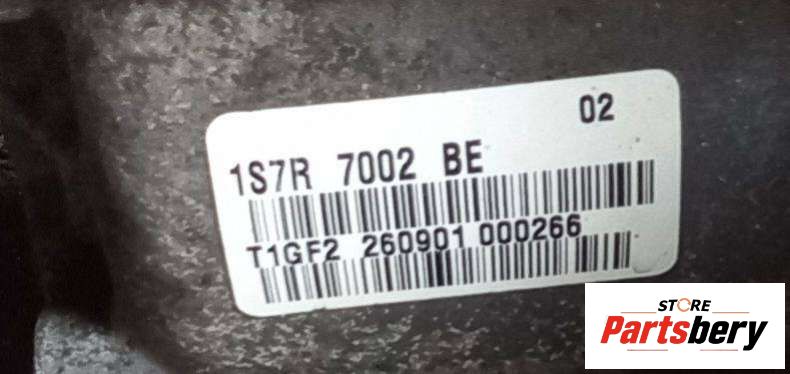 02
1S7R 7002 BE
T1GF2 260901 000266
STORE
Partsbery